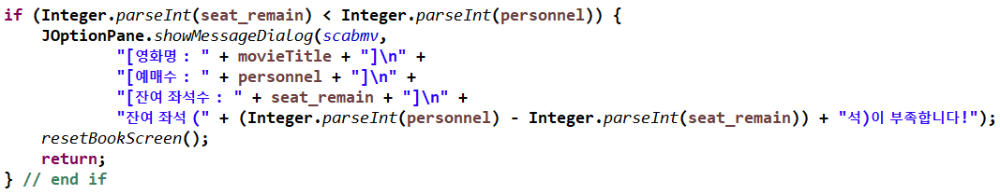 if (Integer.parseInt(seat_remain) < Integer.parseInt(personnel)) {
JOptionPane.showMessageDialog(scabmv,
"[영화명 : " + movieTitle + "]\n" +
"[예매수 : " + personnel + "]\n" +
"[잔여 좌석수 : " + seat_remain + "]\n" +
"잔여 좌석 (" + (Integer.parseInt(personnel) - Integer.parseInt(seat_remain)) + "석)이 부족합니다!");
resetBookScreen();
return;
} // end if